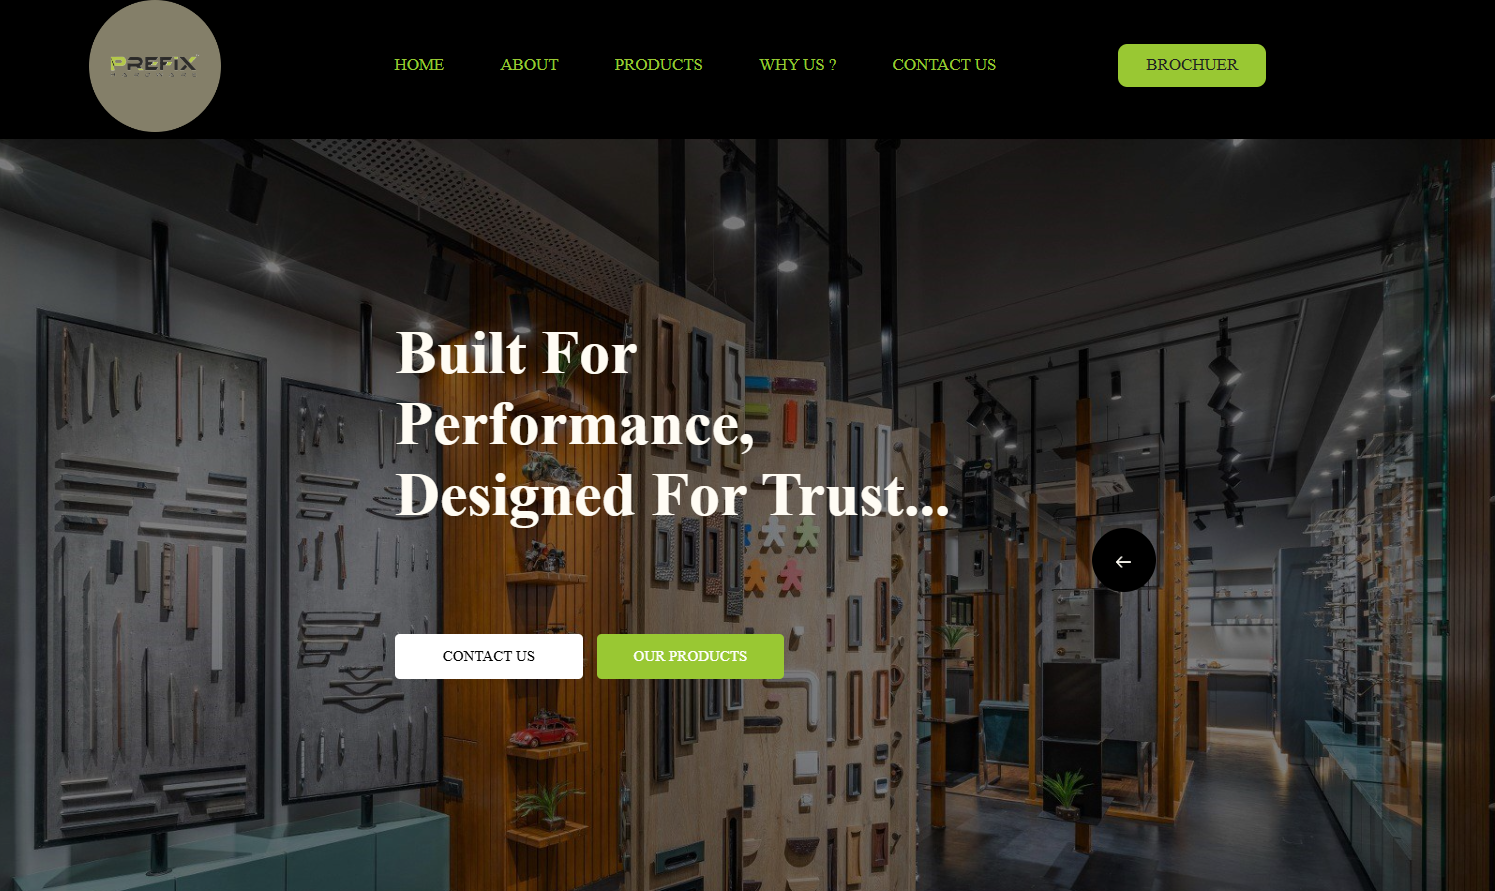 PREFIX
HOME
ABOUT
PRODUCTS
WHY US ?
CONTACT US
BROCHUER
Built For
Performance,
Designed For Trust...
CONTACT US
OUR PRODUCTS